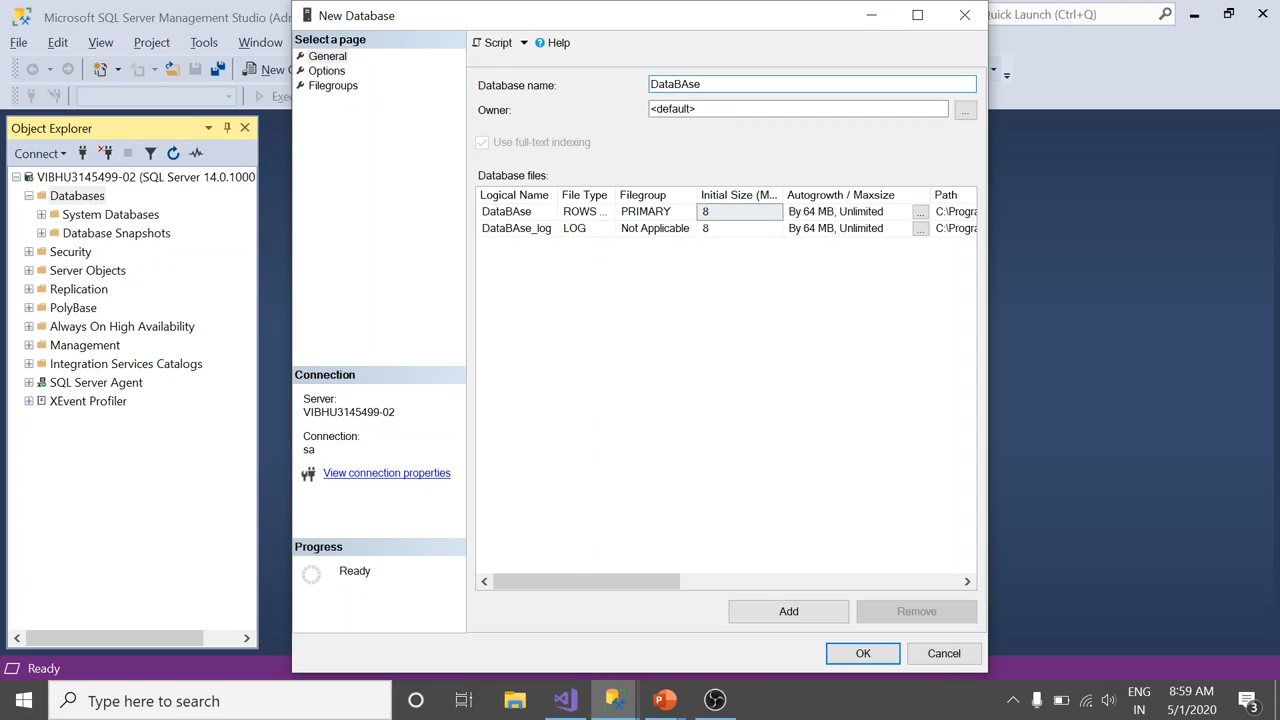 Microsoft SQL Server Management Studio (Adm
New Database
Quick Launch (Ctrl+Q)
File Edit View Project Tools Window
New
Exec
Select a page
General
Options
Filegroups
Script Help
Database name: DataBAse
Owner: <default> ...
Use full-text indexing
Database files:
Logical Name File Type Filegroup Initial Size (M... Autogrowth / Maxsize Path
DataBAse ROWS ... PRIMARY 8 By 64 MB, Unlimited ... C:\Progra
DataBAse_log LOG Not Applicable 8 By 64 MB, Unlimited ... C:\Progra
Object Explorer
Connect
VIBHU3145499-02 (SQL Server 14.0.1000
Databases
System Databases
Database Snapshots
Security
Server Objects
Replication
PolyBase
Always On High Availability
Management
Integration Services Catalogs
SQL Server Agent
XEvent Profiler
Connection
Server:
VIBHU3145499-02
Connection:
sa
View connection properties
Progress
Ready
Add Remove
OK Cancel
Ready
Type here to search
ENG
IN
8:59 AM
5/1/2020
3